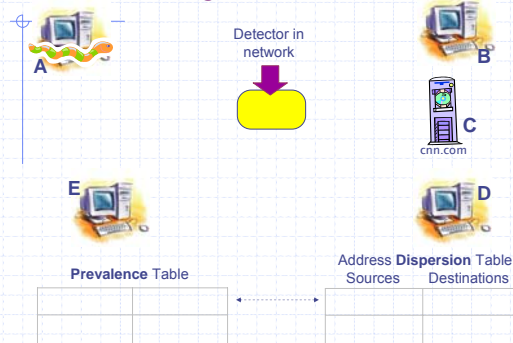 Detector in
network
A
B
C
cnn.com
E
D
Prevalence Table
Address Dispersion Table
Sources Destinations